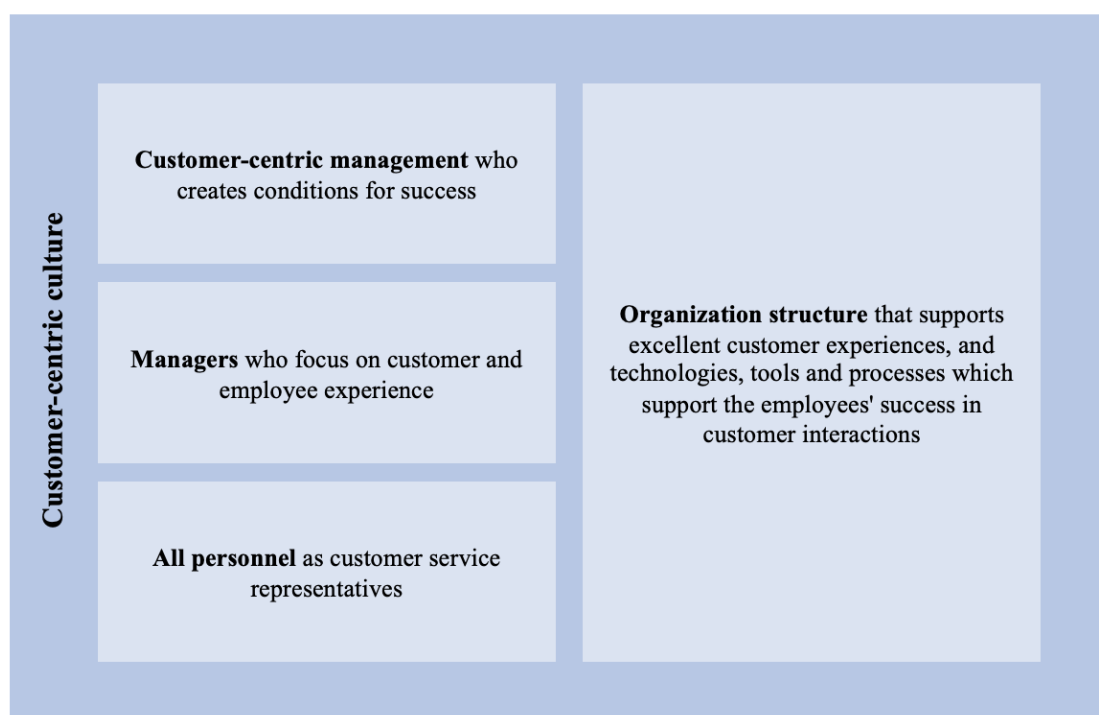 Customer-centric culture
Customer-centric management who
creates conditions for success
Managers who focus on customer and
employee experience
All personnel as customer service
representatives
Organization structure that supports
excellent customer experiences, and
technologies, tools and processes which
support the employees' success in
customer interactions